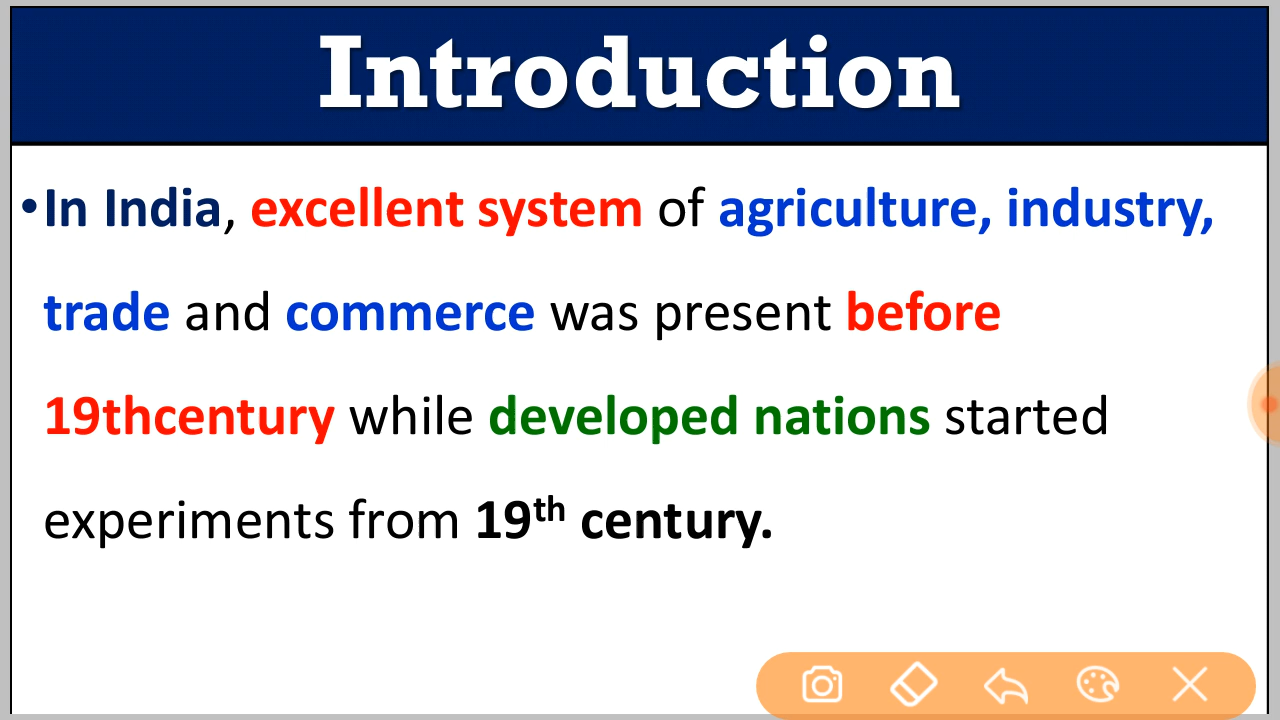 Introduction
•In India, excellent system of agriculture, industry,
trade and commerce was present before
19thcentury while developed nations started
experiments from 19th century.